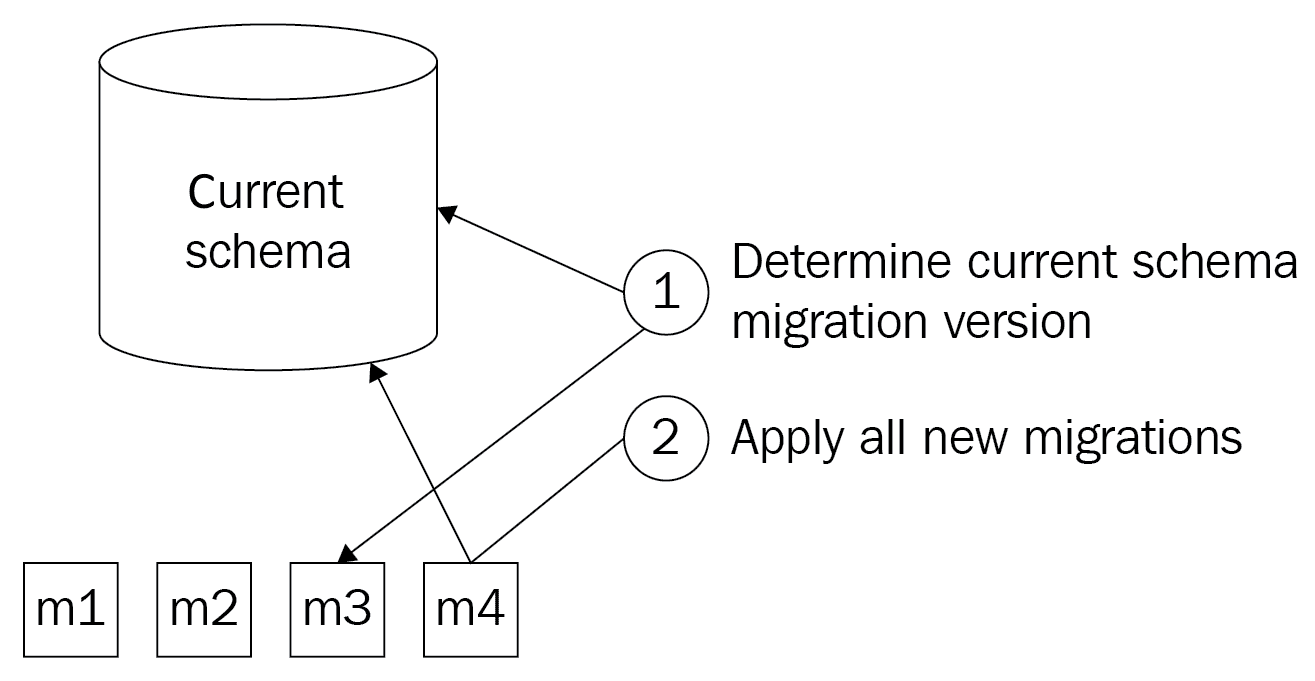 Current
schema
1
Determine current schema
migration version
2
Apply all new migrations
m1
m2
m3
m4